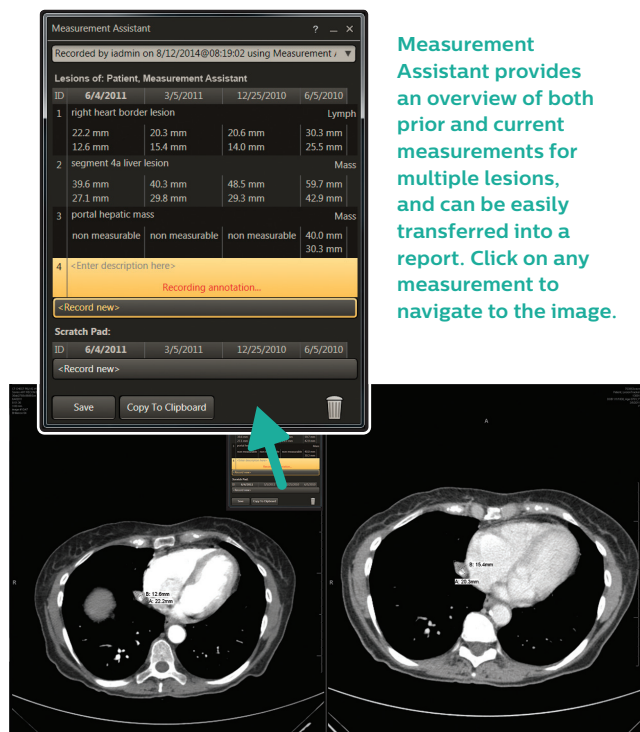 Measurement Assistant ? _ ×
Recorded by iadmin on 8/12/2014@08:19:02 using Measurement ▼
Lesions of: Patient, Measurement Assistant
ID 6/4/2011 3/5/2011 12/25/2010 6/5/2010
1 right heart border lesion Lymph
22.2 mm 20.3 mm 20.6 mm 30.3 mm
12.6 mm 15.4 mm 14.0 mm 25.5 mm
2 segment 4a liver lesion Mass
39.6 mm 40.3 mm 48.5 mm 59.7 mm
27.1 mm 29.8 mm 29.3 mm 42.9 mm
3 portal hepatic mass Mass
non measurable non measurable non measurable 40.0 mm
30.3 mm
4 <Enter description here>
Recording annotation...
<Record new>
Scratch Pad:
ID 6/4/2011 3/5/2011 12/25/2010 6/5/2010
<Record new>
Save Copy To Clipboard
Measurement
Assistant provides
an overview of both
prior and current
measurements for
multiple lesions,
and can be easily
transferred into a
report. Click on any
measurement to
navigate to the image.
Scratch Pad:
Save Copy To Clipboard
R
B: 12.6mm
A: 22.2mm
A
R
B: 15.4mm
A: 20.3mm